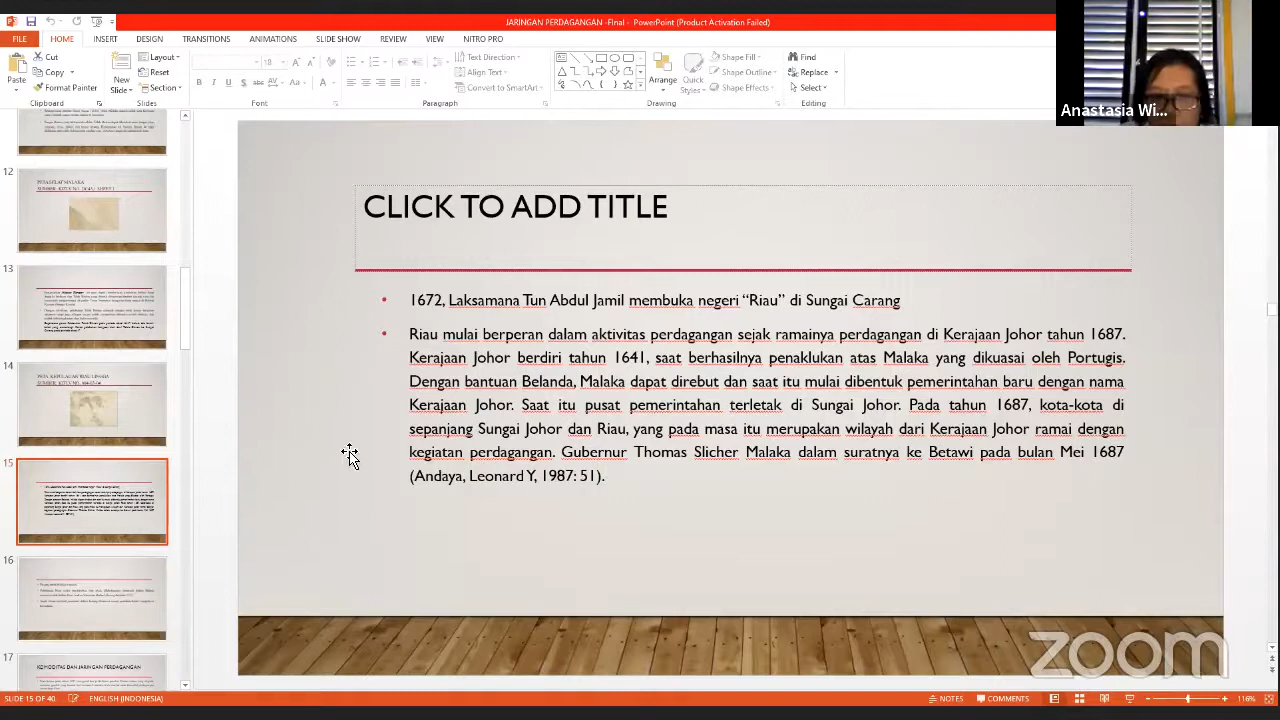 JARINGAN PERDAGANGAN -Final - PowerPoint (Product Activation Failed)
FILE HOME INSERT DESIGN TRANSITIONS ANIMATIONS SLIDE SHOW REVIEW VIEW NITRO PRO
Paste
Cut
Copy
Format Painter
Clipboard
New
Slide
Layout
Reset
Section
Slides
18
Font
Text Direction
Align Text
Convert to SmartArt
Paragraph
Arrange
Quick
Styles
Shape Fill
Shape Outline
Shape Effects
Drawing
Find
Replace
Select
Editing
Anastasia Wi...
12
13
14
15
16
17
KOMODITAS DAN JARINGAN PERDAGANGAN
CLICK TO ADD TITLE
• 1672, Laksamana Tun Abdul Jamil membuka negeri “Riau” di Sungai Carang
• Riau mulai berperan dalam aktivitas perdagangan sejak ramainya perdagangan di Kerajaan Johor tahun 1687.
Kerajaan Johor berdiri tahun 1641, saat berhasilnya penaklukan atas Malaka yang dikuasai oleh Portugis.
Dengan bantuan Belanda, Malaka dapat direbut dan saat itu mulai dibentuk pemerintahan baru dengan nama
Kerajaan Johor. Saat itu pusat pemerintahan terletak di Sungai Johor. Pada tahun 1687, kota-kota di
sepanjang Sungai Johor dan Riau, yang pada masa itu merupakan wilayah dari Kerajaan Johor ramai dengan
kegiatan perdagangan. Gubernur Thomas Slicher Malaka dalam suratnya ke Betawi pada bulan Mei 1687
(Andaya, Leonard Y, 1987: 51).
zoom
SLIDE 15 OF 40 ENGLISH (INDONESIA) NOTES COMMENTS 116%